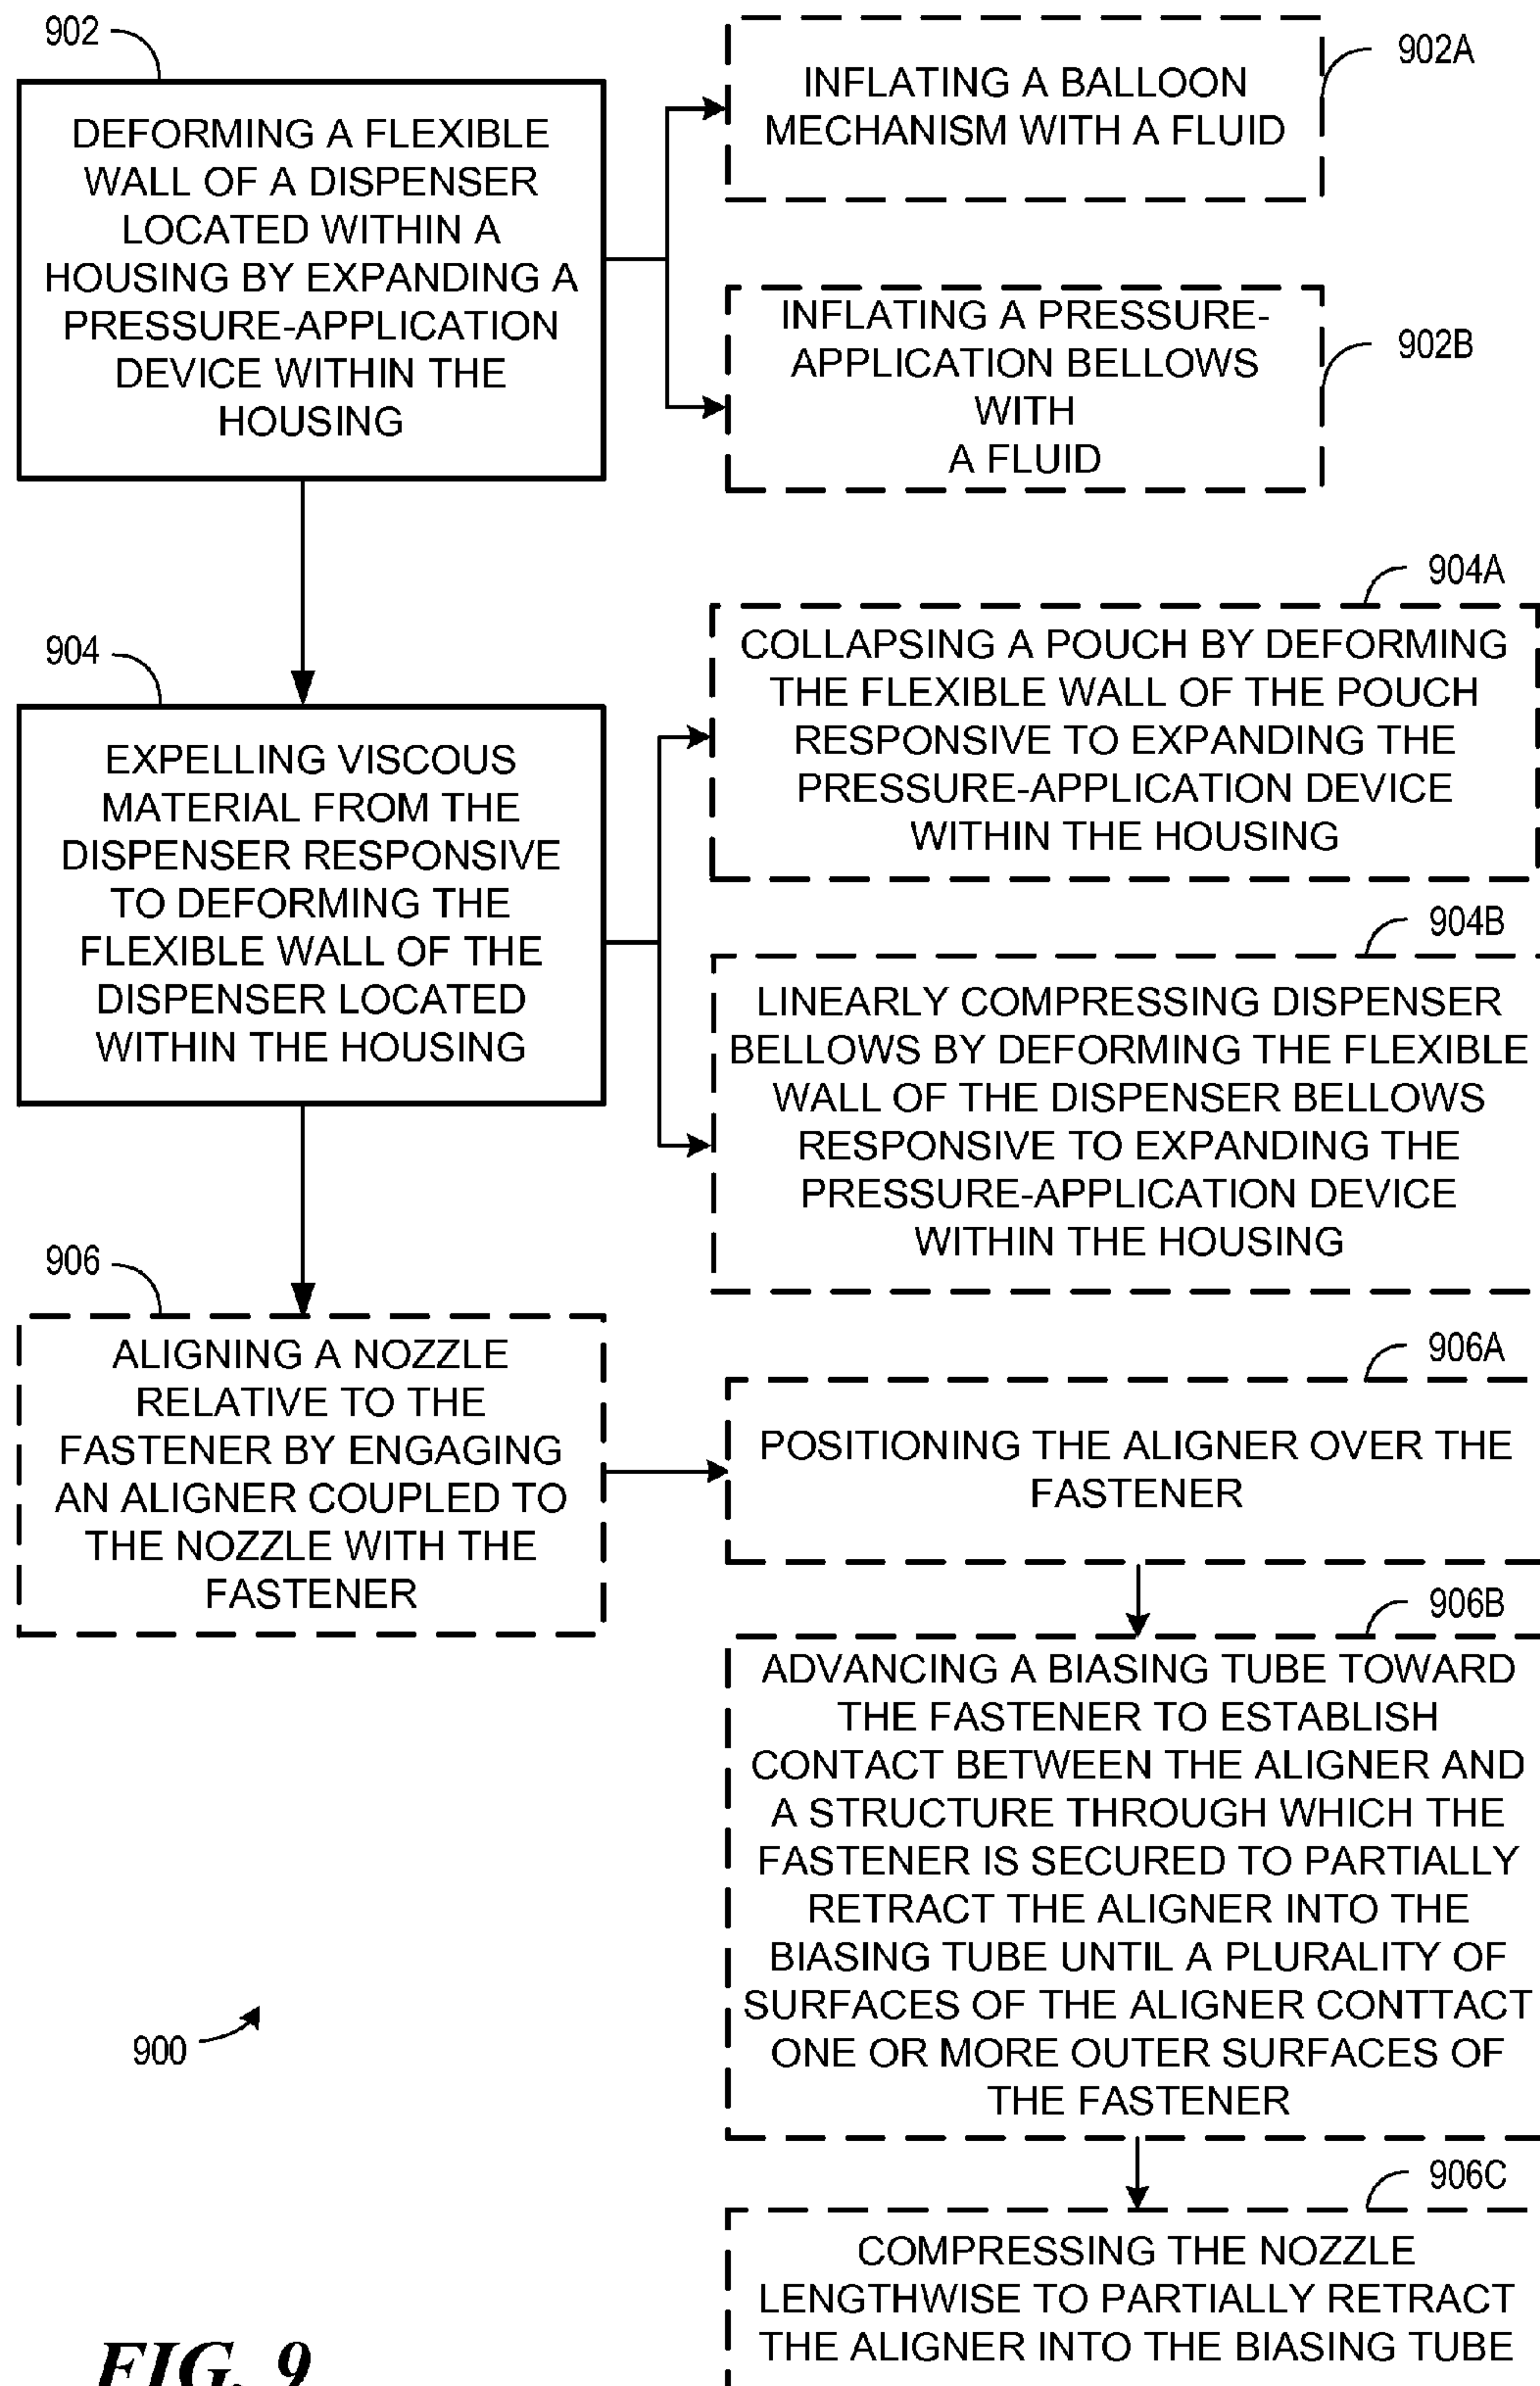 902
DEFORMING A FLEXIBLE
WALL OF A DISPENSER
LOCATED WITHIN A
HOUSING BY EXPANDING A
PRESSURE-APPLICATION
DEVICE WITHIN THE
HOUSING
902A
INFLATING A BALLOON
MECHANISM WITH A FLUID
902B
INFLATING A PRESSURE-
APPLICATION BELLOWS
WITH
A FLUID
904
EXPELLING VISCOUS
MATERIAL FROM THE
DISPENSER RESPONSIVE
TO DEFORMING THE
FLEXIBLE WALL OF THE
DISPENSER LOCATED
WITHIN THE HOUSING
904A
COLLAPSING A POUCH BY DEFORMING
THE FLEXIBLE WALL OF THE POUCH
RESPONSIVE TO EXPANDING THE
PRESSURE-APPLICATION DEVICE
WITHIN THE HOUSING
904B
LINEARLY COMPRESSING DISPENSER
BELLOWS BY DEFORMING THE FLEXIBLE
WALL OF THE DISPENSER BELLOWS
RESPONSIVE TO EXPANDING THE
PRESSURE-APPLICATION DEVICE
WITHIN THE HOUSING
906
ALIGNING A NOZZLE
RELATIVE TO THE
FASTENER BY ENGAGING
AN ALIGNER COUPLED TO
THE NOZZLE WITH THE
FASTENER
906A
POSITIONING THE ALIGNER OVER THE
FASTENER
906B
ADVANCING A BIASING TUBE TOWARD
THE FASTENER TO ESTABLISH
CONTACT BETWEEN THE ALIGNER AND
A STRUCTURE THROUGH WHICH THE
FASTENER IS SECURED TO PARTIALLY
RETRACT THE ALIGNER INTO THE
BIASING TUBE UNTIL A PLURALITY OF
SURFACES OF THE ALIGNER CONTTACT
ONE OR MORE OUTER SURFACES OF
THE FASTENER
906C
COMPRESSING THE NOZZLE
LENGTHWISE TO PARTIALLY RETRACT
THE ALIGNER INTO THE BIASING TUBE
900
FIG. 9